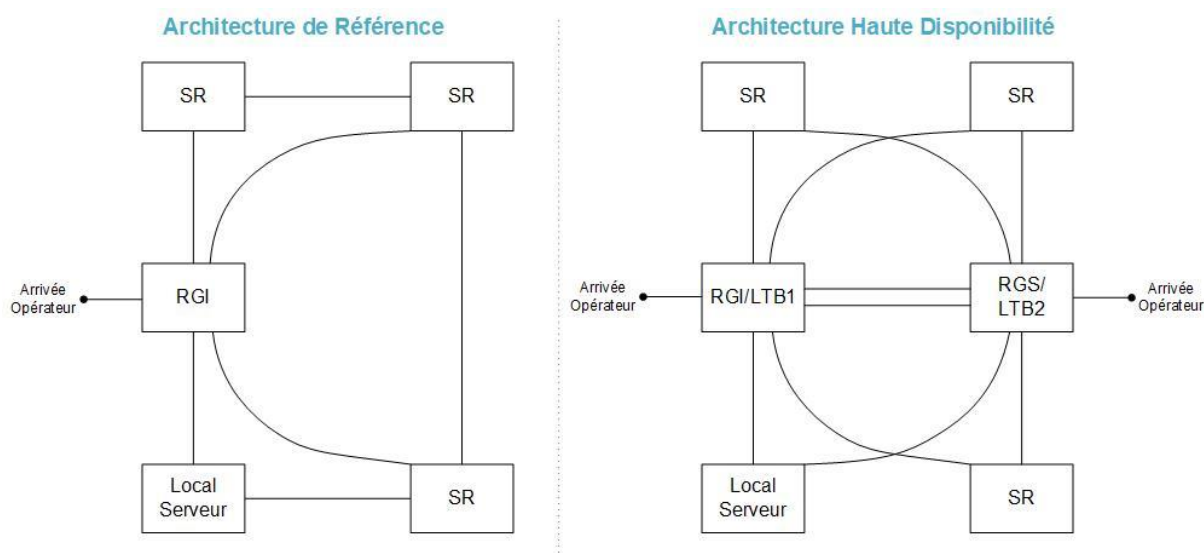 Architecture de Référence
SR
SR
Arrivée
Opérateur
RGI
Local
Serveur
SR
Architecture Haute Disponibilité
SR
SR
Arrivée
Opérateur
RGI/LTB1
RGS/
LTB2
Arrivée
Opérateur
Local
Serveur
SR